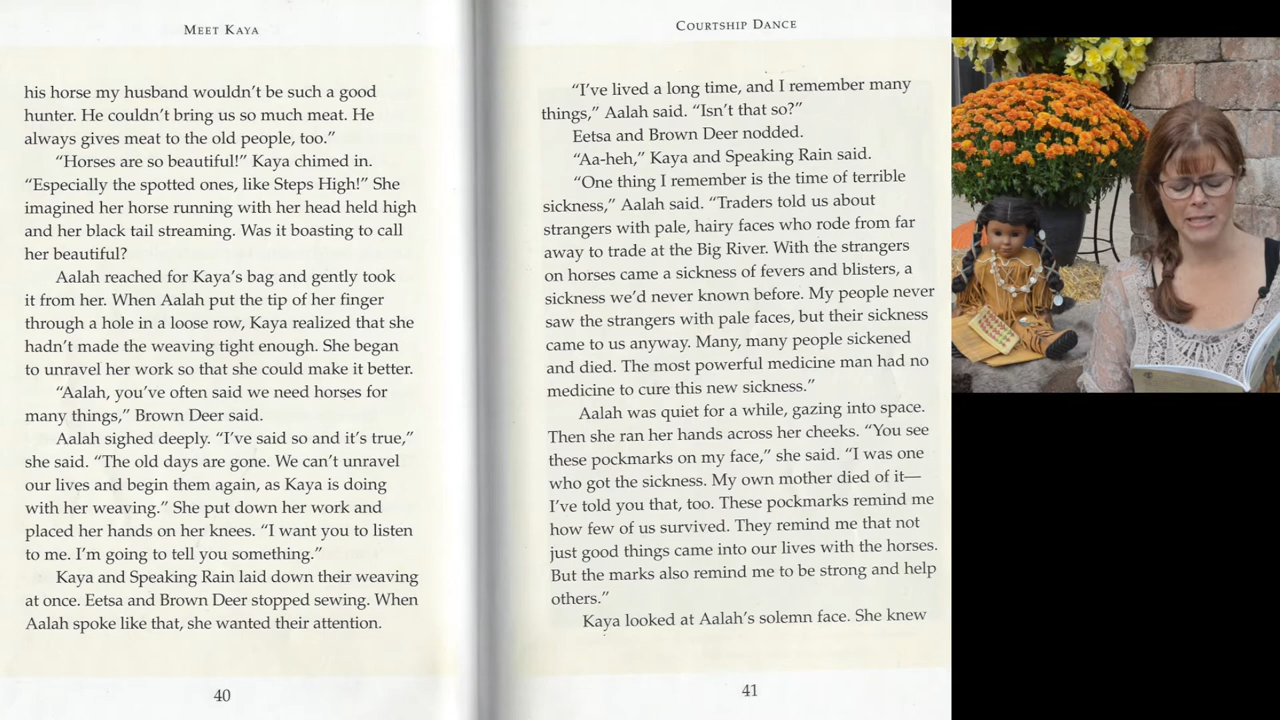 MEET KAYA
his horse my husband wouldn't be such a good
hunter. He couldn't bring us so much meat. He
always gives meat to the old people, too.”
“Horses are so beautiful!” Kaya chimed in.
“Especially the spotted ones, like Steps High!” She
imagined her horse running with her head held high
and her black tail streaming. Was it boasting to call
her beautiful?
Aalah reached for Kaya's bag and gently took
it from her. When Aalah put the tip of her finger
through a hole in a loose row, Kaya realized that she
hadn't made the weaving tight enough. She began
to unravel her work so that she could make it better.
“Aalah, you've often said we need horses for
many things,” Brown Deer said.
Aalah sighed deeply. “I've said so and it's true,”
she said. “The old days are gone. We can't unravel
our lives and begin them again, as Kaya is doing
with her weaving.” She put down her work and
placed her hands on her knees. “I want you to listen
to me. I'm going to tell you something.”
Kaya and Speaking Rain laid down their weaving
at once. Eetsa and Brown Deer stopped sewing. When
Aalah spoke like that, she wanted their attention.
40
COURTSHIP DANCE
“I've lived a long time, and I remember many
things,” Aalah said. “Isn't that so?”
Eetsa and Brown Deer nodded.
“Aa-heh,” Kaya and Speaking Rain said.
“One thing I remember is the time of terrible
sickness,” Aalah said. “Traders told us about
strangers with pale, hairy faces who rode from far
away to trade at the Big River. With the strangers
on horses came a sickness of fevers and blisters, a
sickness we'd never known before. My people never
saw the strangers with pale faces, but their sickness
came to us anyway. Many, many people sickened
and died. The most powerful medicine man had no
medicine to cure this new sickness.”
Aalah was quiet for a while, gazing into space.
Then she ran her hands across her cheeks. “You see
these pockmarks on my face,” she said. “I was one
who got the sickness. My own mother died of it—
I've told you that, too. These pockmarks remind me
how few of us survived. They remind me that not
just good things came into our lives with the horses.
But the marks also remind me to be strong and help
others.”
Kaya looked at Aalah's solemn face. She knew
41